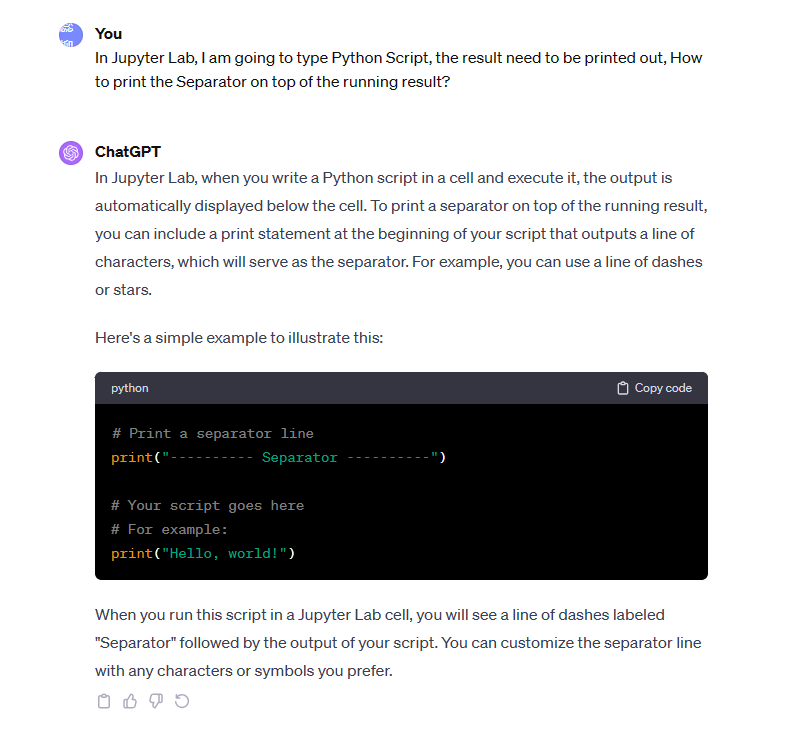 You
In Jupyter Lab, I am going to type Python Script, the result need to be printed out, How
to print the Separator on top of the running result?
ChatGPT
In Jupyter Lab, when you write a Python script in a cell and execute it, the output is
automatically displayed below the cell. To print a separator on top of the running result,
you can include a print statement at the beginning of your script that outputs a line of
characters, which will serve as the separator. For example, you can use a line of dashes
or stars.
Here's a simple example to illustrate this:
python Copy code
# Print a separator line
print("---------- Separator ----------")
# Your script goes here
# For example:
print("Hello, world!")
When you run this script in a Jupyter Lab cell, you will see a line of dashes labeled
"Separator" followed by the output of your script. You can customize the separator line
with any characters or symbols you prefer.